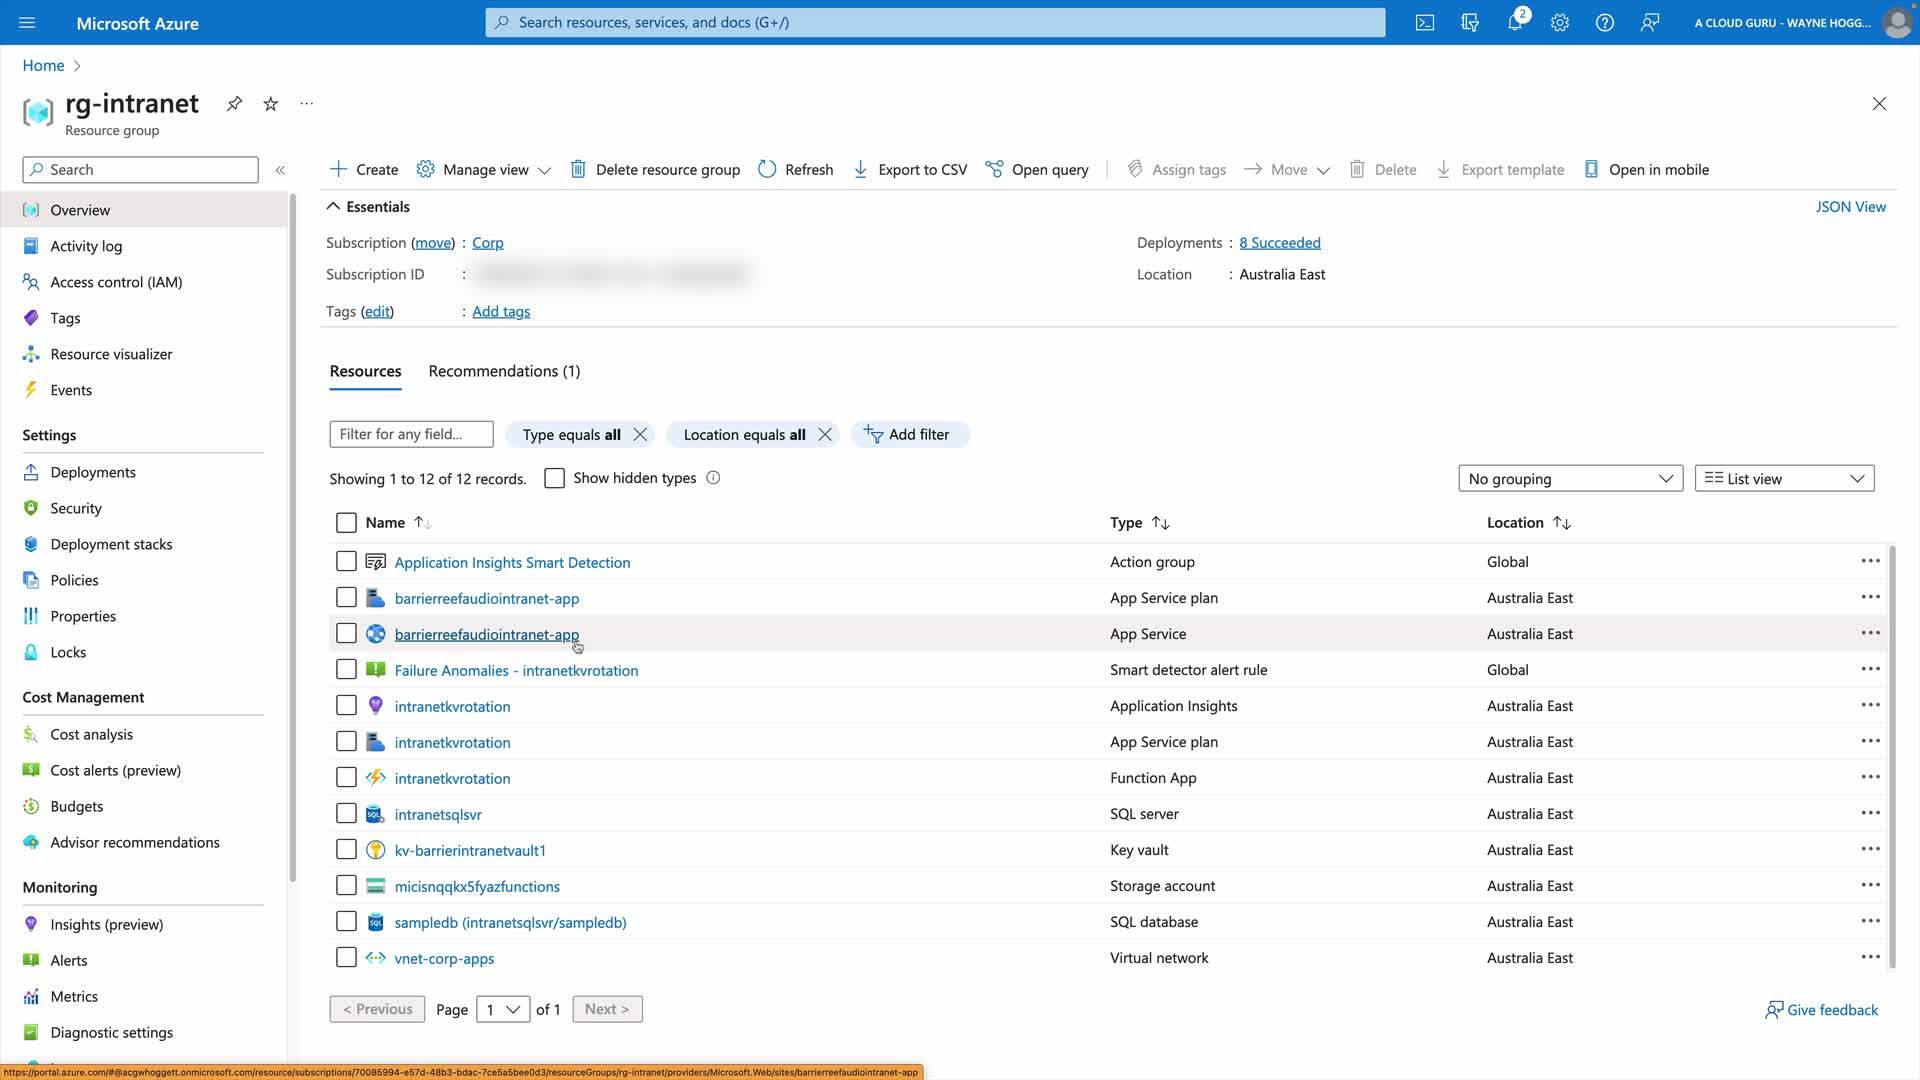 Microsoft Azure
Search resources, services, and docs (G+/)
2
A CLOUD GURU - WAYNE HOGG...
Home
rg-intranet
Resource group
Search
Create
Manage view
Delete resource group
Refresh
Export to CSV
Open query
Assign tags
Move
Delete
Export template
Open in mobile
Overview
Activity log
Access control (IAM)
Tags
Resource visualizer
Events
Settings
Deployments
Security
Deployment stacks
Policies
Properties
Locks
Cost Management
Cost analysis
Cost alerts (preview)
Budgets
Advisor recommendations
Monitoring
Insights (preview)
Alerts
Metrics
Diagnostic settings
Essentials
JSON View
Subscription (move) : Corp
Deployments : 8 Succeeded
Subscription ID :
Location : Australia East
Tags (edit) : Add tags
Resources Recommendations (1)
Filter for any field...
Type equals all
Location equals all
Add filter
Showing 1 to 12 of 12 records.
Show hidden types
No grouping
List view
Name Type Location
Application Insights Smart Detection Action group Global
barrierreefaudiointranet-app App Service plan Australia East
barrierreefaudiointranet-app App Service Australia East
Failure Anomalies - intranetkvrotation Smart detector alert rule Global
intranetkvrotation Application Insights Australia East
intranetkvrotation App Service plan Australia East
intranetkvrotation Function App Australia East
intranetsqlsvr SQL server Australia East
kv-barrierintranetvault1 Key vault Australia East
micisnqqkx5fyazfunctions Storage account Australia East
sampledb (intranetsqlsvr/sampledb) SQL database Australia East
vnet-corp-apps Virtual network Australia East
< Previous Page 1 of 1 Next >
Give feedback
https://portal.azure.com/#@acgwhoggett.onmicrosoft.com/resource/subscriptions/70085994-e57d-48b3-bdac-7ce5a5bee0d3/resourceGroups/rg-intranet/providers/Microsoft.Web/sites/barrierreefaudiointranet-app